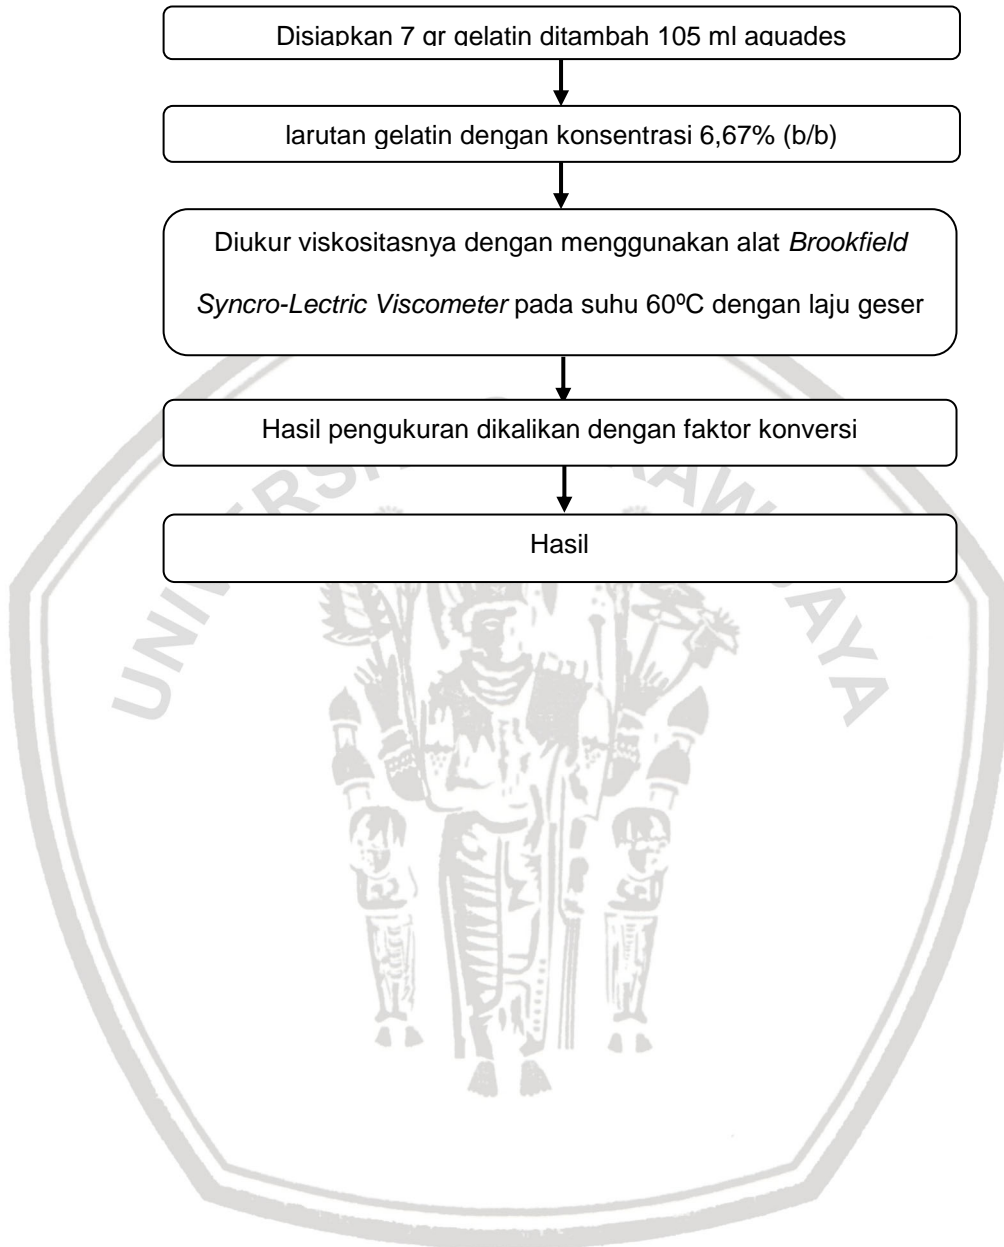 Disiapkan 7 gr gelatin ditambah 105 ml aquades
larutan gelatin dengan konsentrasi 6,67% (b/b)
Diukur viskositasnya dengan menggunakan alat Brookfield
Syncro-Lectric Viscometer pada suhu 60ºC dengan laju geser
Hasil pengukuran dikalikan dengan faktor konversi
Hasil